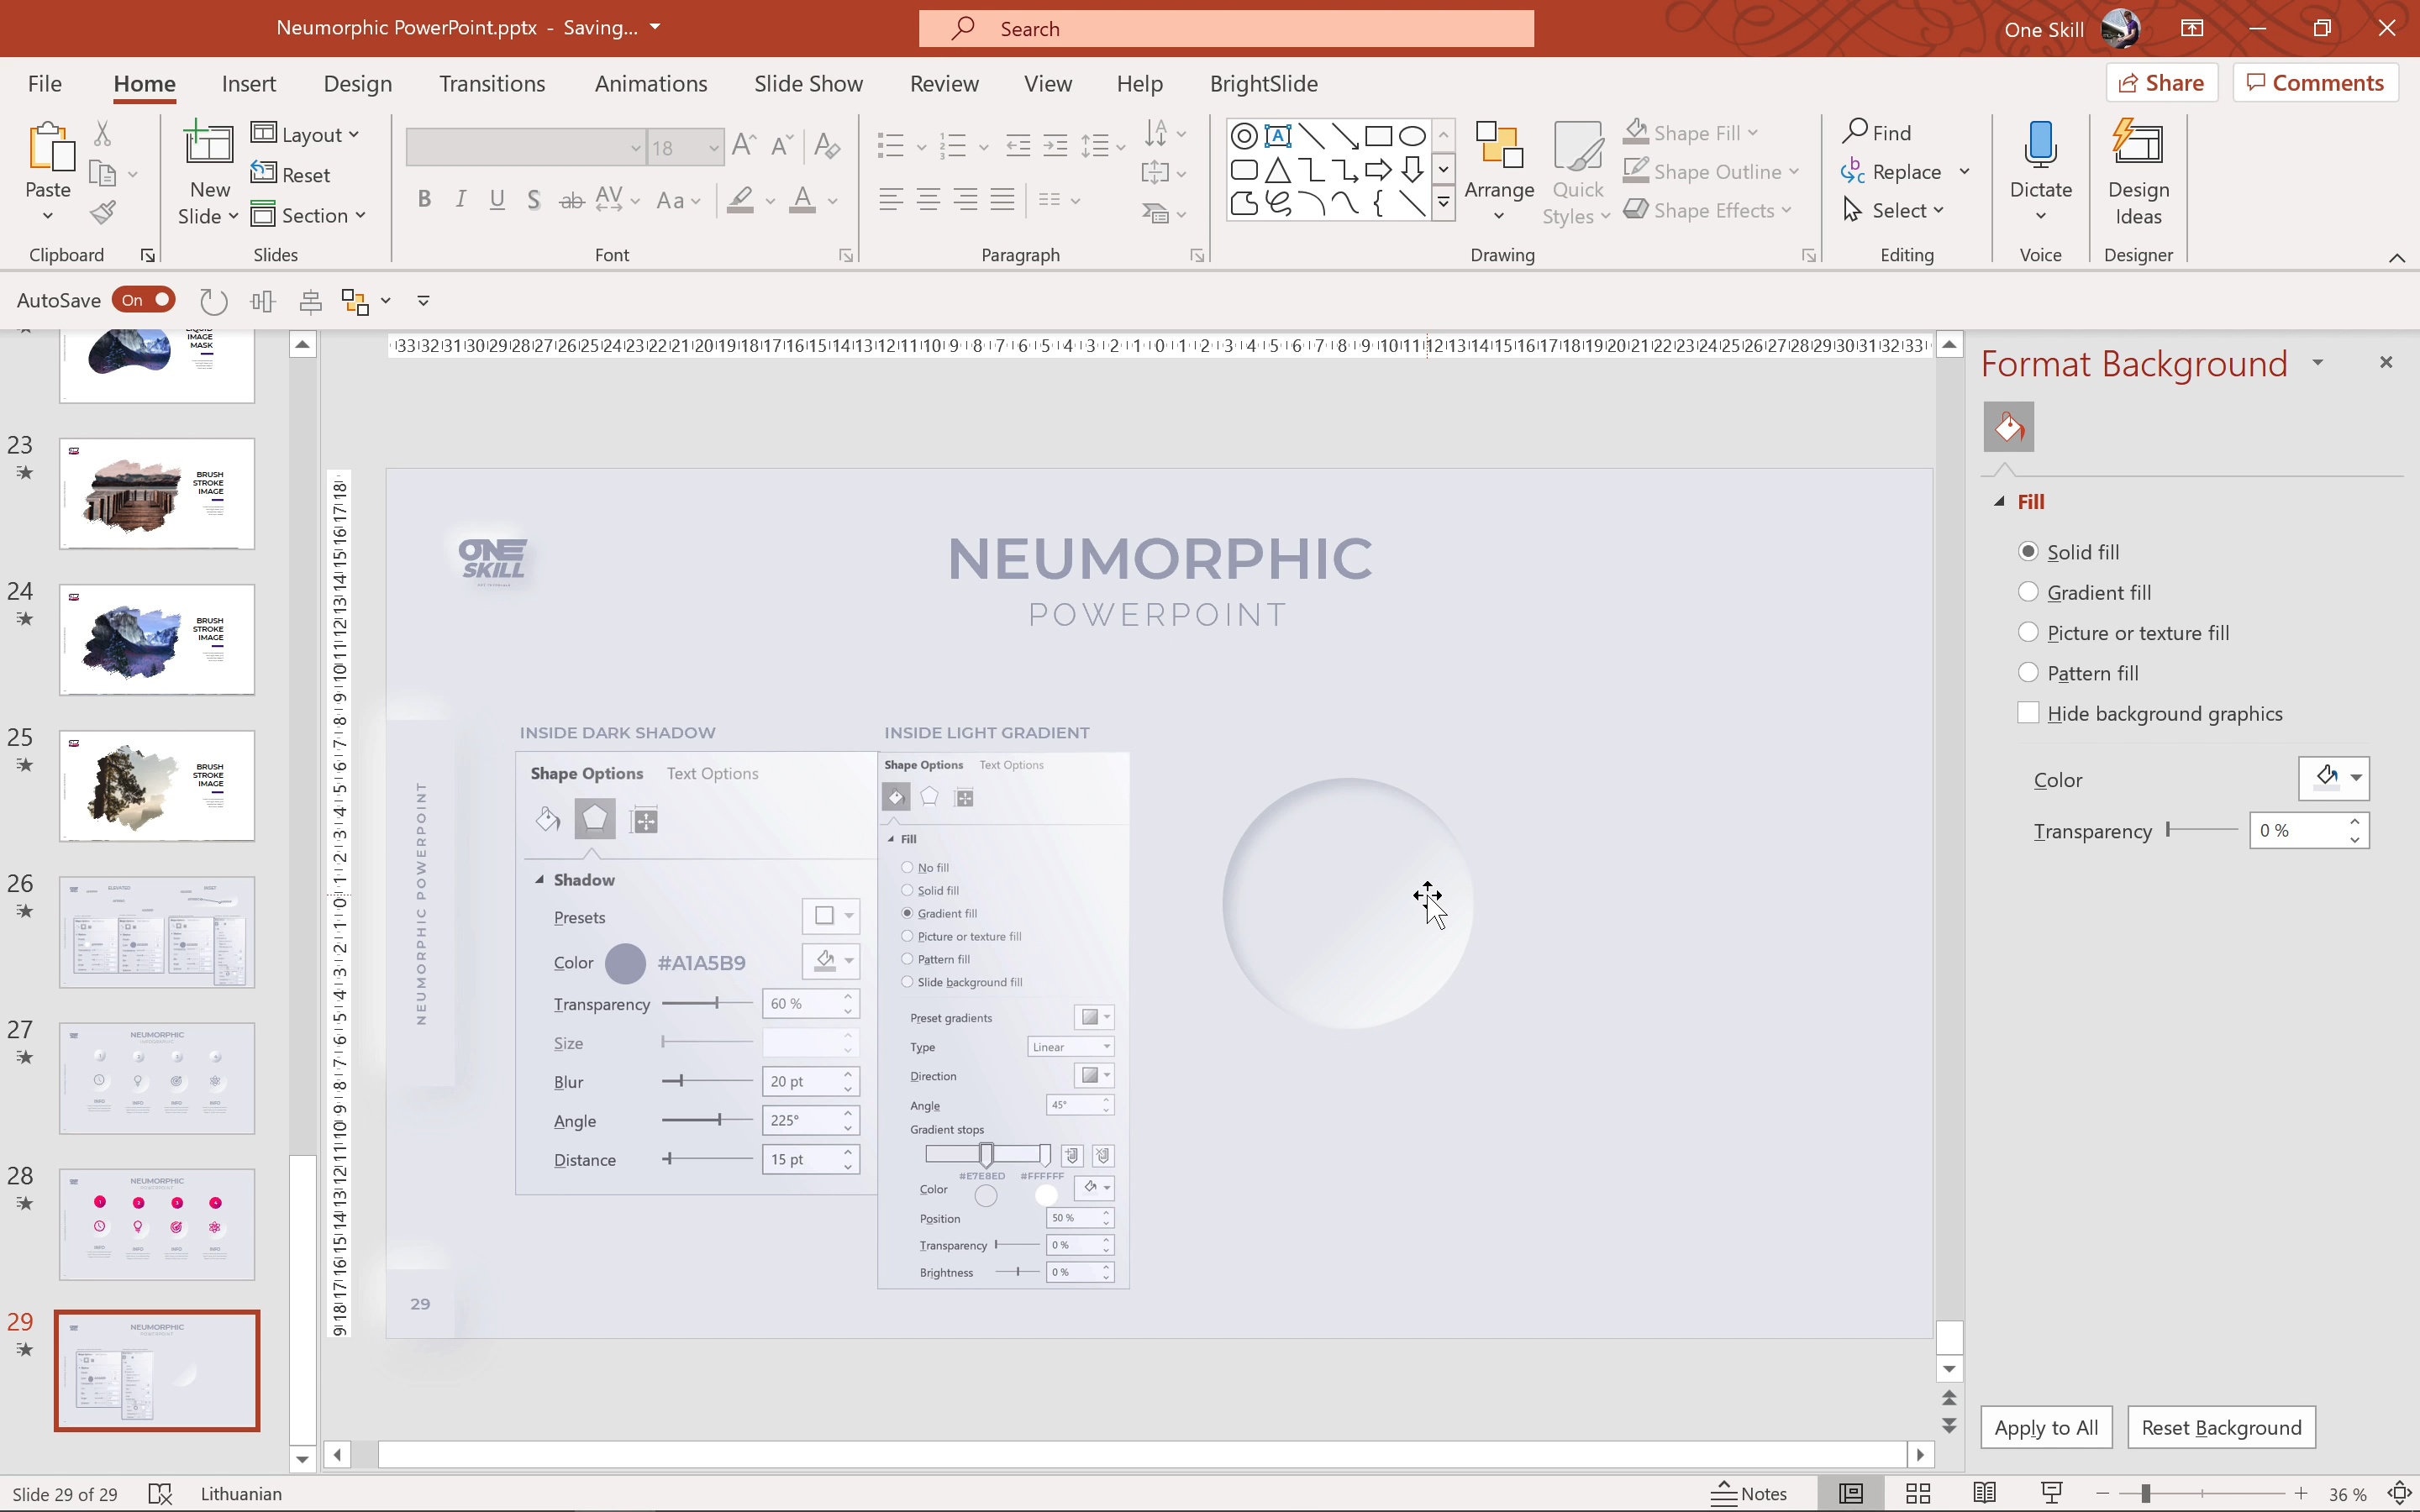 Neumorphic PowerPoint.pptx - Saving...
Search
One Skill
File Home Insert Design Transitions Animations Slide Show Review View Help BrightSlide
Share
Comments
Paste
New Slide
Layout
Reset
Section
18
Find
Replace
Select
Arrange
Quick Styles
Shape Fill
Shape Outline
Shape Effects
Dictate
Design Ideas
Clipboard
Slides
Font
Paragraph
Drawing
Editing
Voice
Designer
AutoSave On
IMAGE
MASK
23
BRUSH
STROKE
IMAGE
24
BRUSH
STROKE
IMAGE
25
BRUSH
STROKE
IMAGE
26
27
NEUMORPHIC
28
NEUMORPHIC
29
NEUMORPHIC
ONE
SKILL
NEUMORPHIC
POWERPOINT
NEUMORPHIC POWERPOINT
29
INSIDE DARK SHADOW
Shape Options Text Options
Shadow
Presets
Color #A1A5B9
Transparency 60 %
Size
Blur 20 pt
Angle 225°
Distance 15 pt
INSIDE LIGHT GRADIENT
Shape Options Text Options
Fill
No fill
Solid fill
Gradient fill
Picture or texture fill
Pattern fill
Slide background fill
Preset gradients
Type Linear
Direction
Angle 45°
Gradient stops
#E7E8ED #FFFFFF
Color
Position 50 %
Transparency 0 %
Brightness 0 %
Format Background
Fill
Solid fill
Gradient fill
Picture or texture fill
Pattern fill
Hide background graphics
Color
Transparency 0 %
Apply to All
Reset Background
Slide 29 of 29
Lithuanian
Notes
36 %